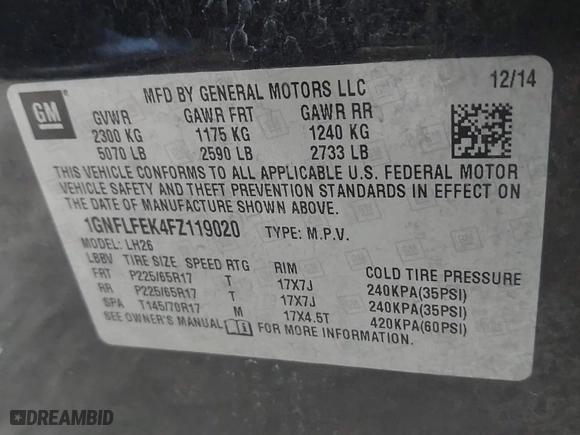 GM
MFD BY GENERAL MOTORS LLC 12/14
GVWR GAWR FRT GAWR RR
2300 KG 1175 KG 1240 KG
5070 LB 2590 LB 2733 LB
THIS VEHICLE CONFORMS TO ALL APPLICABLE U.S. FEDERAL MOTOR
VEHICLE SAFETY AND THEFT PREVENTION STANDARDS IN EFFECT ON
THE DATE OF MANUFACTURE SHOWN ABOVE.
1GNFLFEK4FZ119020 TYPE: M.P.V.
MODEL: LH26
LBBV TIRE SIZE SPEED RTG RIM COLD TIRE PRESSURE
FRT P225/65R17 T 17X7J 240KPA(35PSI)
RR P225/65R17 T 17X7J 240KPA(35PSI)
SPA T145/70R17 M 17X4.5T 420KPA(60PSI)
SEE OWNER'S MANUAL FOR MORE INFORMATION.
DREAMBID